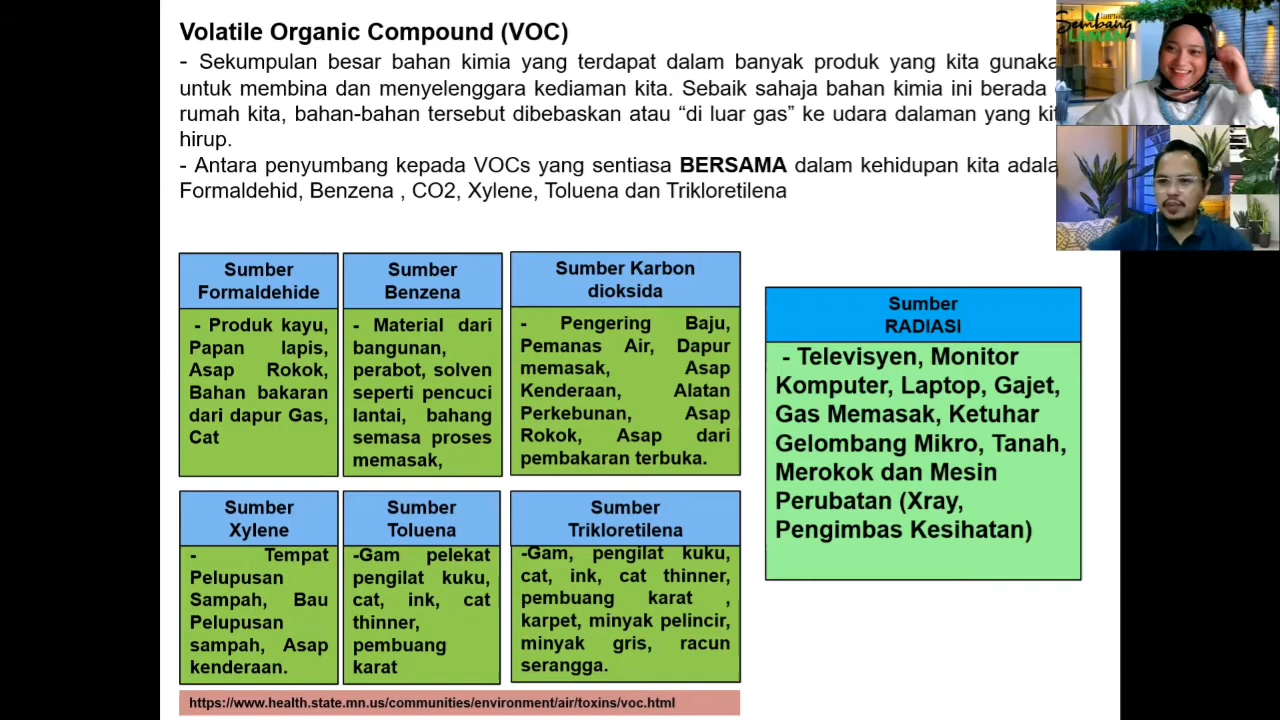 Volatile Organic Compound (VOC)
- Sekumpulan besar bahan kimia yang terdapat dalam banyak produk yang kita gunaka
untuk membina dan menyelenggara kediaman kita. Sebaik sahaja bahan kimia ini berada
rumah kita, bahan-bahan tersebut dibebaskan atau “di luar gas” ke udara dalaman yang kit
hirup.
- Antara penyumbang kepada VOCs yang sentiasa BERSAMA dalam kehidupan kita adala
Formaldehid, Benzena , CO2, Xylene, Toluena dan Trikloretilena
Sembang
LAMAN
Sumber
Formaldehide
- Produk kayu,
Papan lapis,
Asap Rokok,
Bahan bakaran
dari dapur Gas,
Cat
Sumber
Benzena
- Material dari
bangunan,
perabot, solven
seperti pencuci
lantai, bahang
semasa proses
memasak,
Sumber Karbon
dioksida
- Pengering Baju,
Pemanas Air, Dapur
memasak, Asap
Kenderaan, Alatan
Perkebunan, Asap
Rokok, Asap dari
pembakaran terbuka.
Sumber
RADIASI
- Televisyen, Monitor
Komputer, Laptop, Gajet,
Gas Memasak, Ketuhar
Gelombang Mikro, Tanah,
Merokok dan Mesin
Perubatan (Xray,
Pengimbas Kesihatan)
Sumber
Xylene
- Tempat
Pelupusan
Sampah, Bau
Pelupusan
sampah, Asap
kenderaan.
Sumber
Toluena
-Gam pelekat
pengilat kuku,
cat, ink, cat
thinner,
pembuang
karat
Sumber
Trikloretilena
-Gam, pengilat kuku,
cat, ink, cat thinner,
pembuang karat ,
karpet, minyak pelincir,
minyak gris, racun
serangga.
https://www.health.state.mn.us/communities/environment/air/toxins/voc.html